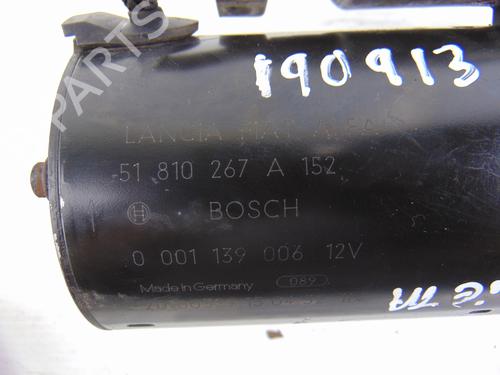 PARTS
190913
LANCIA FIAT ALFA
51 810 267 A 152
BOSCH
0 001 139 006 12V
Made in Germany 089